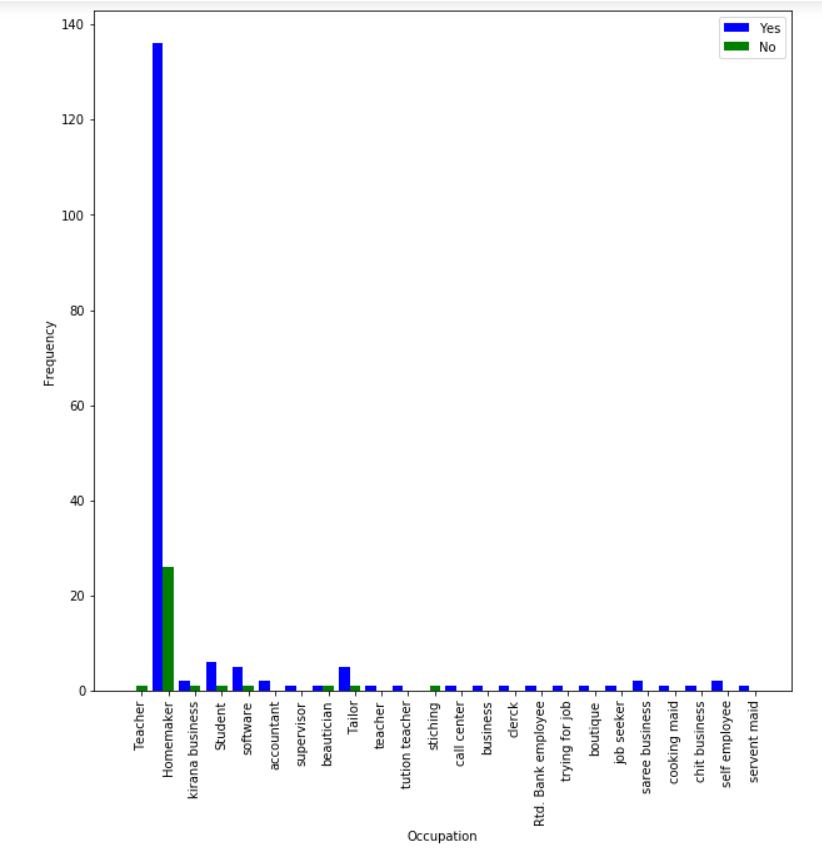 140
120
100
80
60
40
20
0
Frequency
Yes
No
Teacher
Homemaker
kirana business
Student
software
accountant
supervisor
beautician
Tailor
teacher
tution teacher
stiching
call center
business
clerck
Rtd. Bank employee
trying for job
boutique
job seeker
saree business
cooking maid
chit business
self employee
servent maid
Occupation